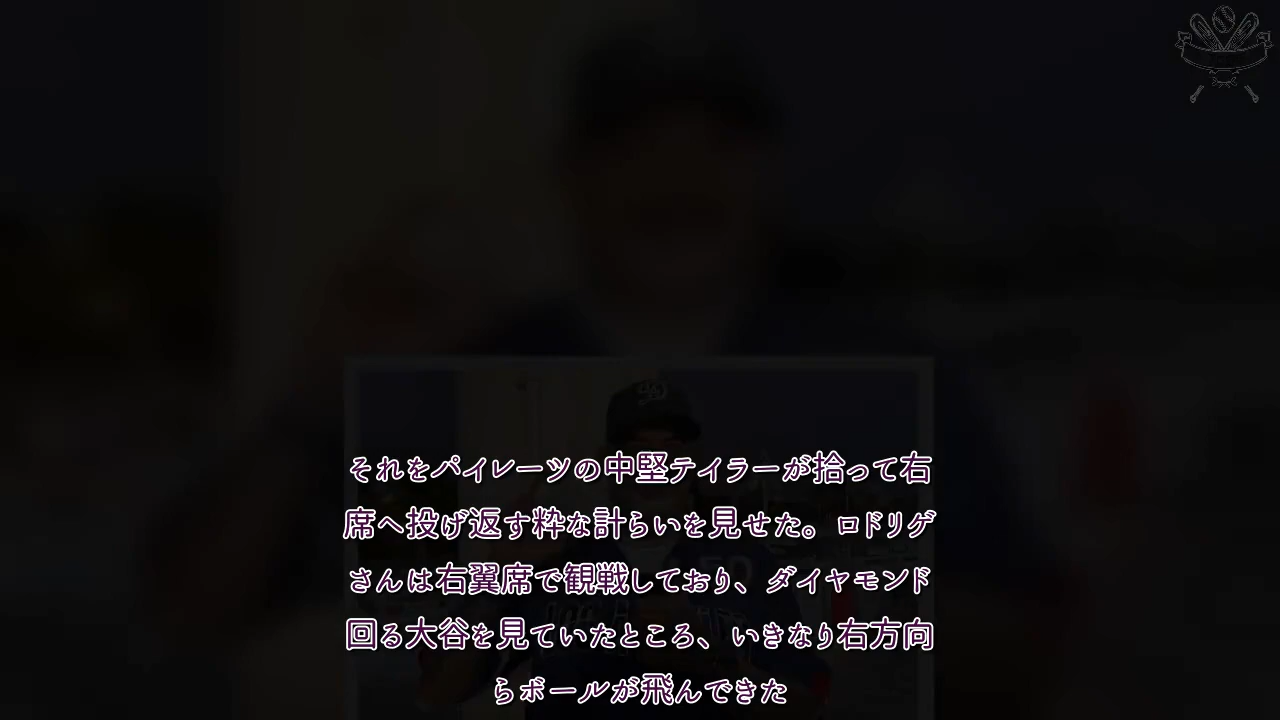 それをパイレーツの中堅テイラーが拾って右
席へ投げ返す粋な計らいを見せた。ロドリゲ
さんは右翼席で観戦しており、ダイヤモンド
回る大谷を見ていたところ、いきなり右方向
らボールが飛んできた